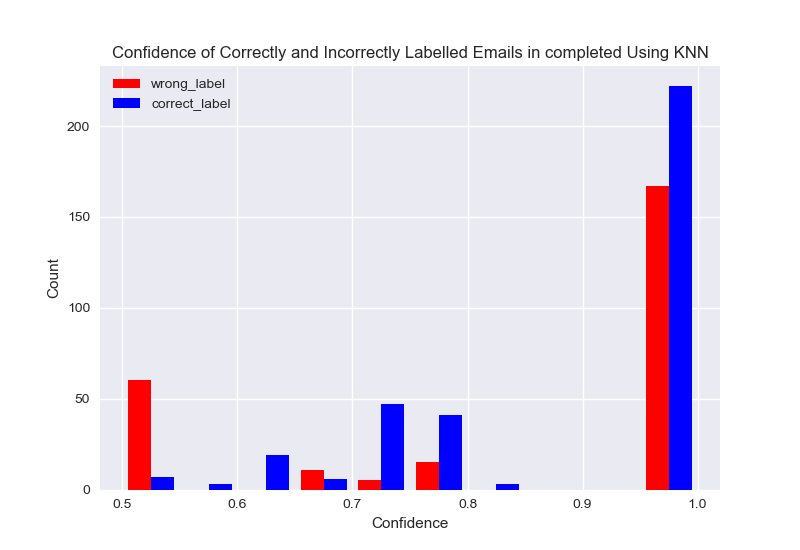 Confidence of Correctly and Incorrectly Labelled Emails in completed Using KNN
wrong_label
correct_label
200
150
100
50
0
Count
0.5 0.6 0.7 0.8 0.9 1.0
Confidence